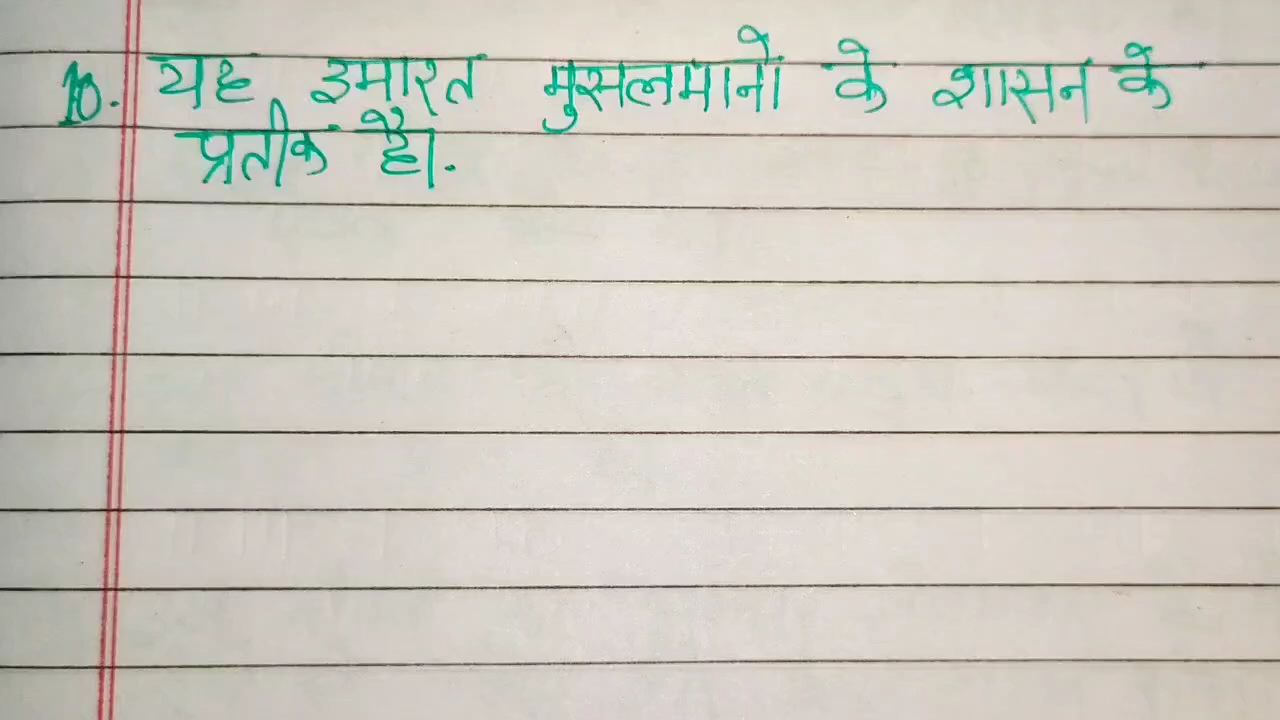 10. यह इमारत मुसलमानो के शासन के
प्रतीक है।.